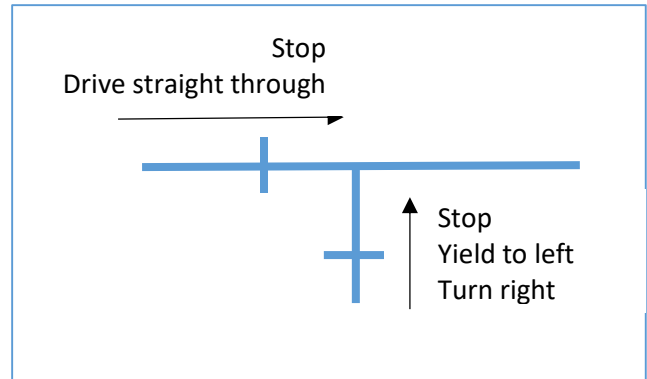 Stop
Drive straight through
Stop
Yield to left
Turn right